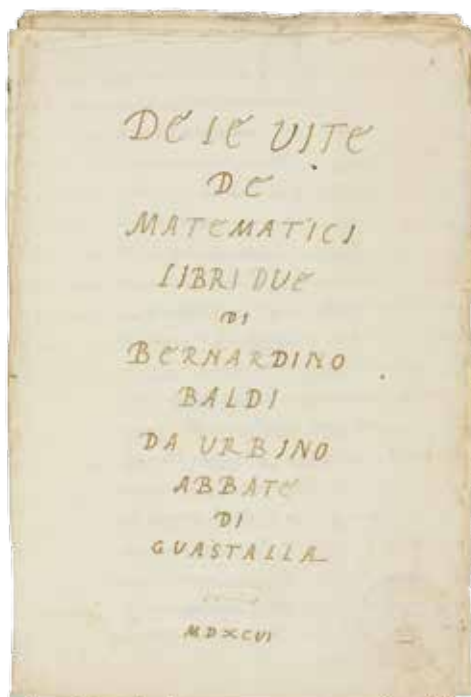 DE LE VITE
DE
MATEMATICI
LIBRI DUE
DI
BERNARDINO
BALDI
DA URBINO
ABBATE
DI
GUASTALLA
MDXCVI